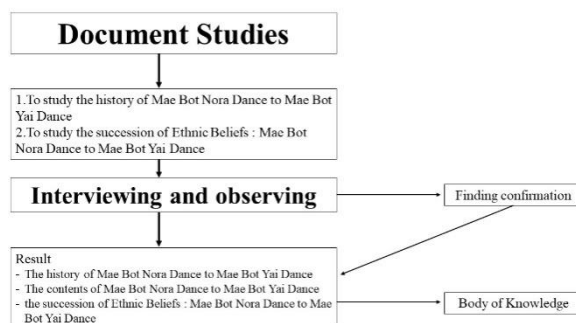 Document Studies
1.To study the history of Mae Bot Nora Dance to Mae Bot
Yai Dance
2.To study the succession of Ethnic Beliefs : Mae Bot
Nora Dance to Mae Bot Yai Dance
Interviewing and observing
Finding confirmation
Result
- The history of Mae Bot Nora Dance to Mae Bot Yai Dance
- The contents of Mae Bot Nora Dance to Mae Bot Yai Dance
- the succession of Ethnic Beliefs : Mae Bot Nora Dance to Mae
Bot Yai Dance
Body of Knowledge